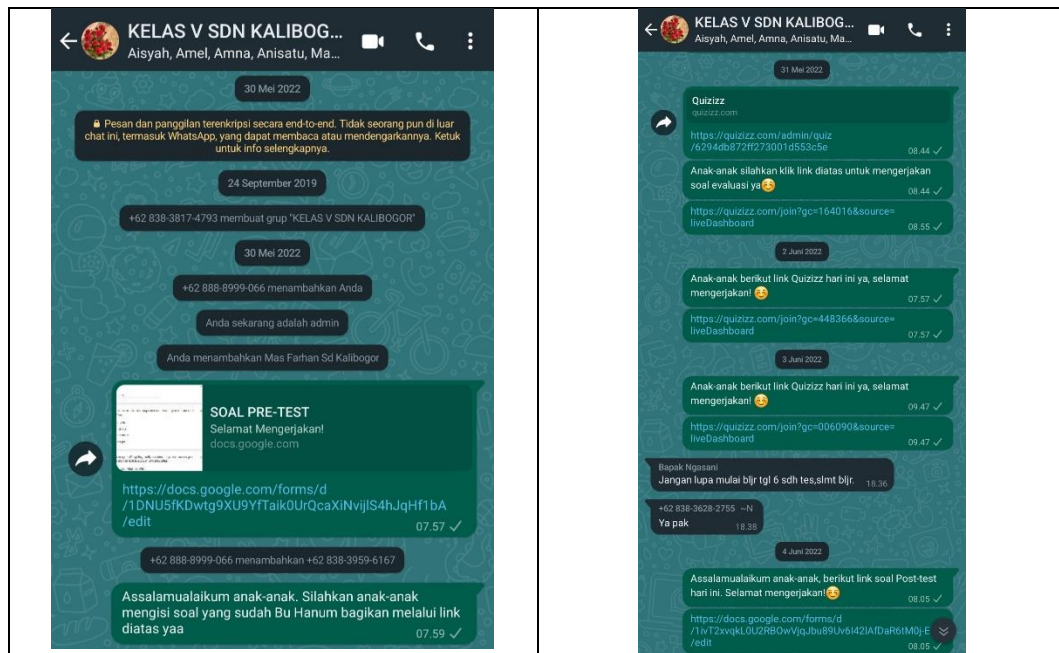 KELAS V SDN KALIBOG...
Aisyah, Amel, Amna, Anisatu, Ma...
30 Mei 2022
Pesan dan panggilan terenkripsi secara end-to-end. Tidak seorang pun di luar
chat ini, termasuk WhatsApp, yang dapat membaca atau mendengarkannya. Ketuk
untuk info selengkapnya.
24 September 2019
+62 838-3817-4793 membuat grup "KELAS V SDN KALIBOGOR"
30 Mei 2022
+62 888-8999-066 menambahkan Anda
Anda sekarang adalah admin
Anda menambahkan Mas Farhan Sd Kalibogor
SOAL PRE-TEST
Selamat Mengerjakan!
docs.google.com
https://docs.google.com/forms/d
/1DNU5fKDwtg9XU9YfTaik0UrQcaXiNvijlS4hJqHf1bA
/edit
07.57
+62 888-8999-066 menambahkan +62 838-3959-6167
Assalamualaikum anak-anak. Silahkan anak-anak
mengisi soal yang sudah Bu Hanum bagikan melalui link
diatas yaa
07.59
KELAS V SDN KALIBOG...
Aisyah, Amel, Amna, Anisatu, Ma...
31 Mei 2022
Quizizz
quizizz.com
https://quizizz.com/admin/quiz
/6294db872ff273001d553c5e
08.44
Anak-anak silahkan klik link diatas untuk mengerjakan
soal evaluasi ya
08.44
https://quizizz.com/join?gc=164016&source=
liveDashboard
08.55
2 Juni 2022
Anak-anak berikut link Quizizz hari ini ya, selamat
mengerjakan!
07.57
https://quizizz.com/join?gc=448366&source=
liveDashboard
07.57
3 Juni 2022
Anak-anak berikut link Quizizz hari ini ya, selamat
mengerjakan!
09.47
https://quizizz.com/join?gc=006090&source=
liveDashboard
09.47
Bapak Ngasani
Jangan lupa mulai bljr tgl 6 sdh tes,slmt bljr.
18.36
+62 838-3628-2755 ~N
Ya pak
18.38
4 Juni 2022
Assalamualaikum anak-anak, berikut link soal Post-test
hari ini. Selamat mengerjakan!
08.05
https://docs.google.com/forms/d
/1ivT2xvqkL0U2RBOwVjqJbu89Uv6I42lAfDaR6tM0j-E
/edit
08.05